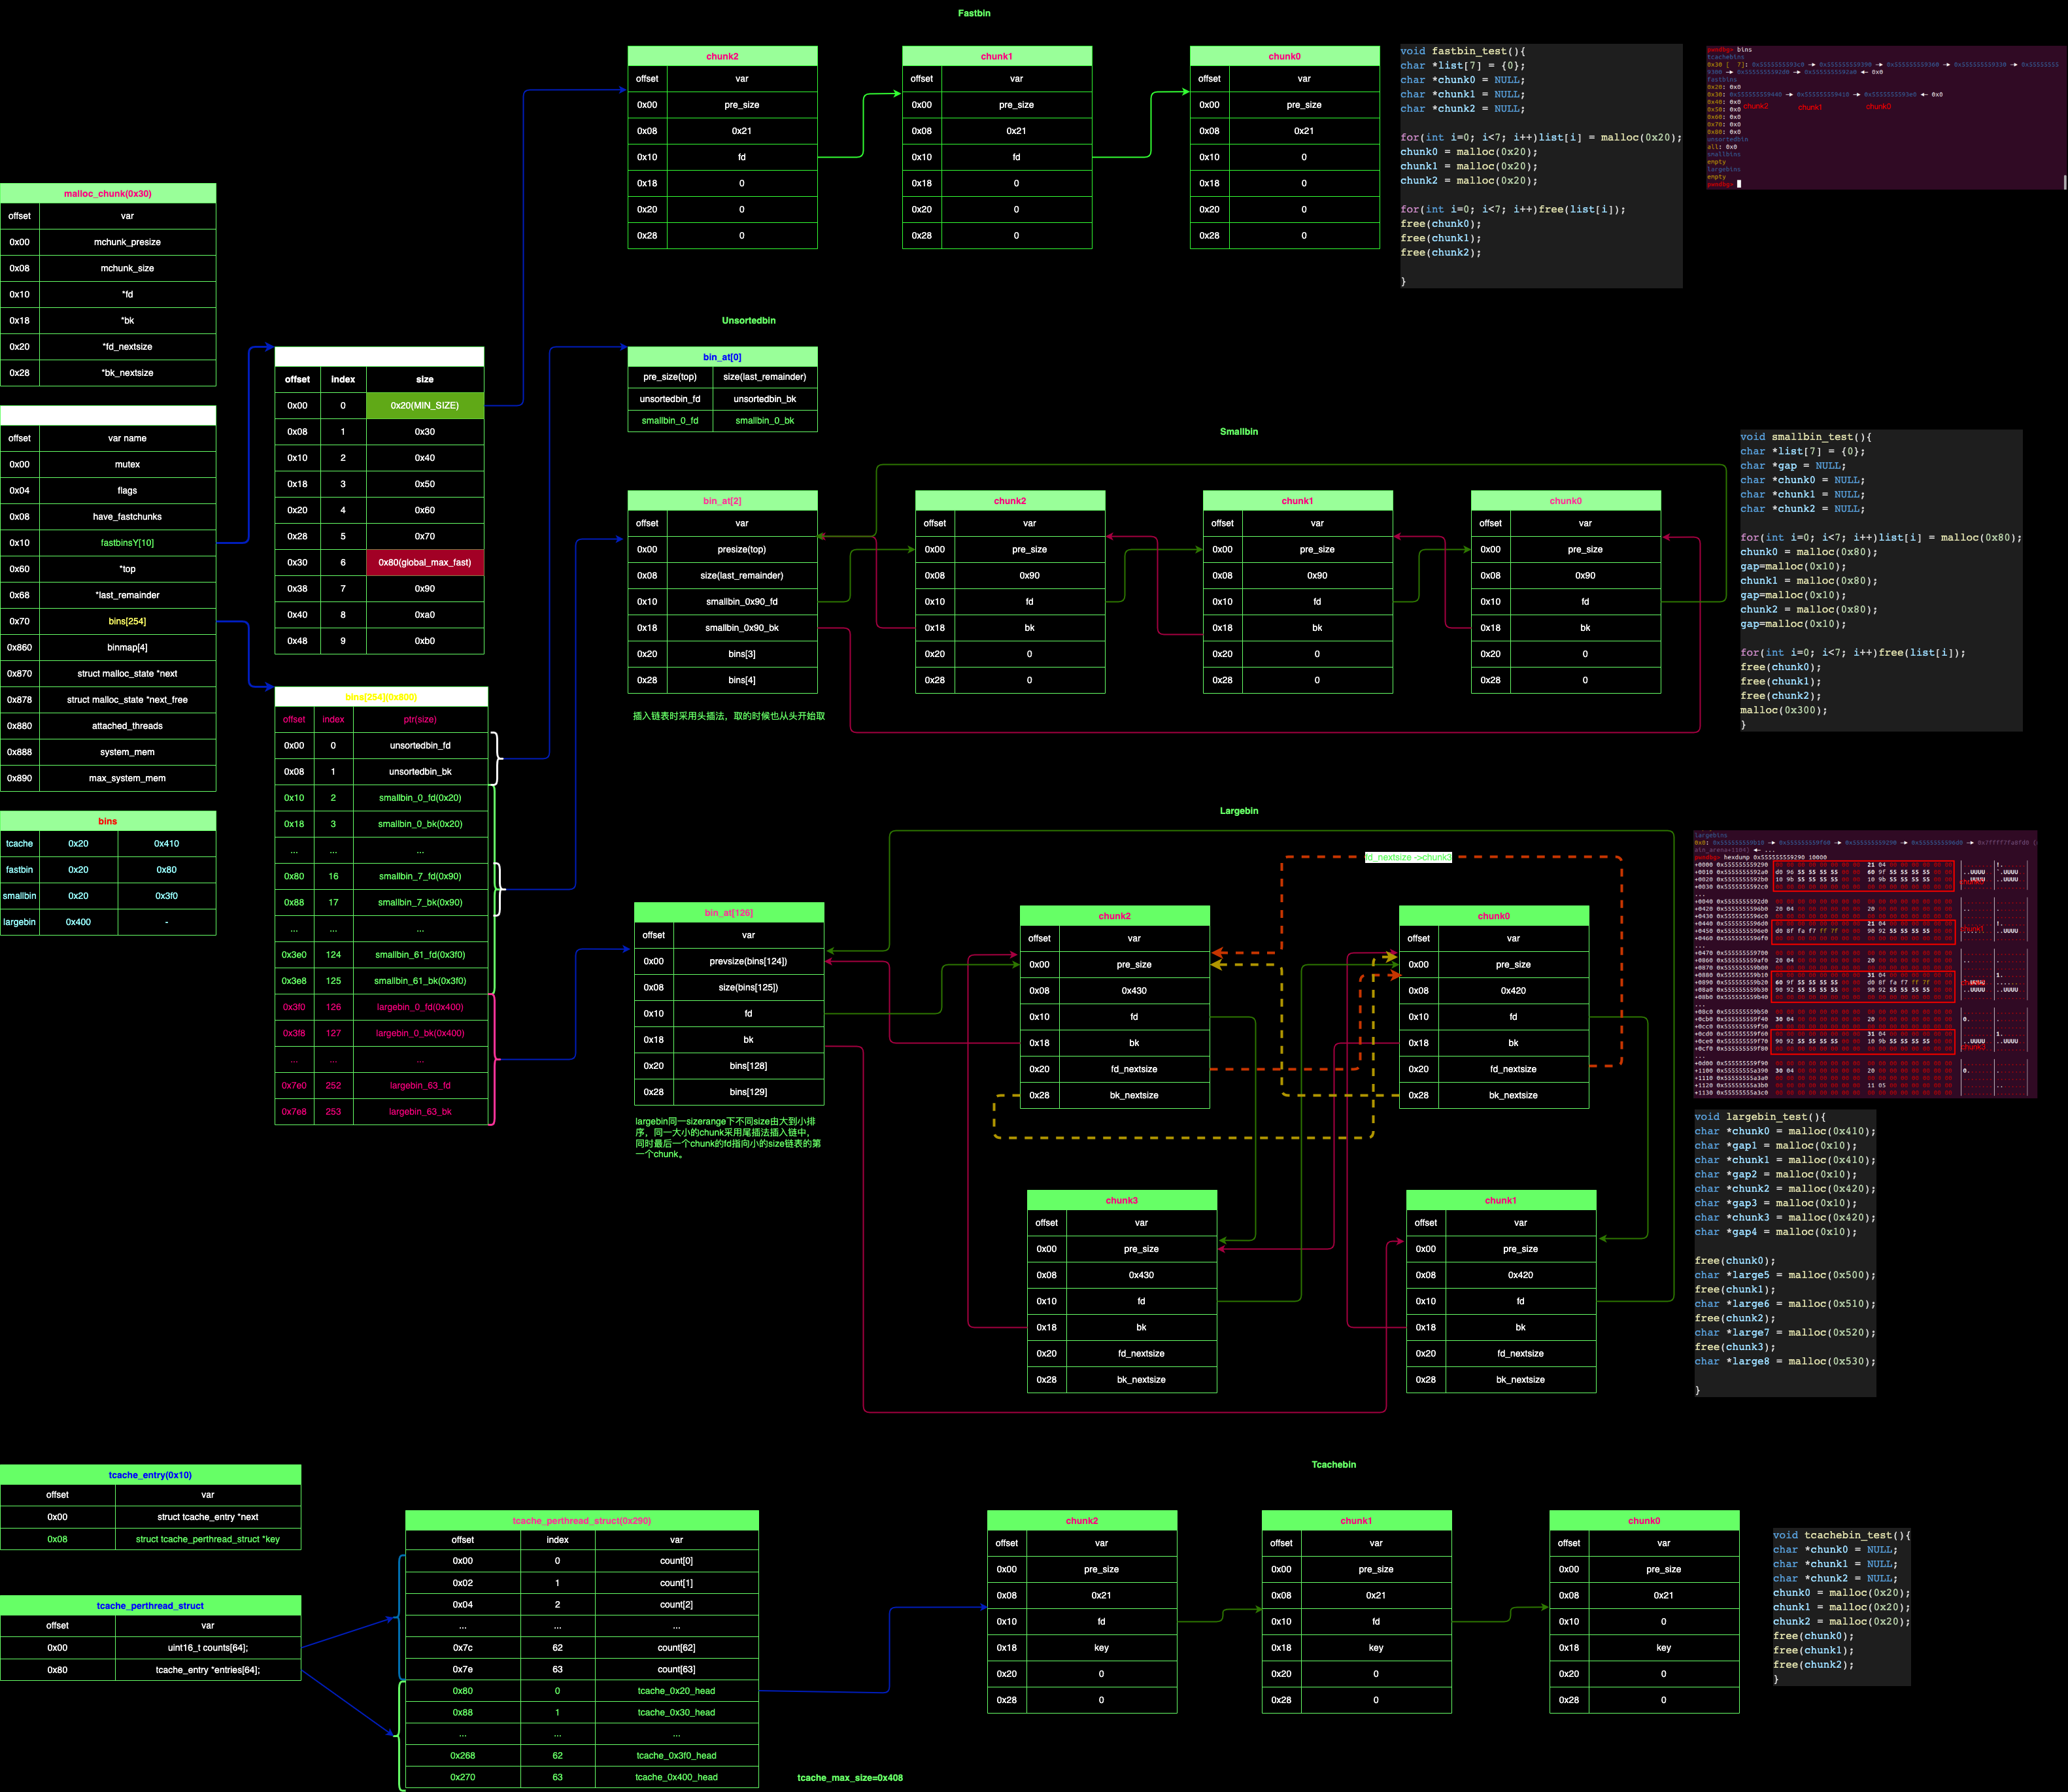 Fastbin
chunk2
offset var
0x00 pre_size
0x08 0x21
0x10 fd
0x18 0
0x20 0
0x28 0
chunk1
offset var
0x00 pre_size
0x08 0x21
0x10 fd
0x18 0
0x20 0
0x28 0
chunk0
offset var
0x00 pre_size
0x08 0x21
0x10 0
0x18 0
0x20 0
0x28 0
void fastbin_test(){
char *list[7] = {0};
char *chunk0 = NULL;
char *chunk1 = NULL;
char *chunk2 = NULL;
for(int i=0; i<7; i++)list[i] = malloc(0x20);
chunk0 = malloc(0x20);
chunk1 = malloc(0x20);
chunk2 = malloc(0x20);
for(int i=0; i<7; i++)free(list[i]);
free(chunk0);
free(chunk1);
free(chunk2);
}
pwndbg> bins
tcachebins
fastbins
0x20: 0x0
0x40: 0x0
chunk2 chunk1 chunk0
0x50: 0x0
0x60: 0x0
0x70: 0x0
0x80: 0x0
unsortedbin
all: 0x0
smallbins
empty
largebins
empty
pwndbg>
malloc_chunk(0x30)
offset var
0x00 mchunk_presize
0x08 mchunk_size
0x10 *fd
0x18 *bk
0x20 *fd_nextsize
0x28 *bk_nextsize
offset var name
0x00 mutex
0x04 flags
0x08 have_fastchunks
0x10 fastbinsY[10]
0x60 *top
0x68 *last_remainder
0x70 bins[254]
0x860 binmap[4]
0x870 struct malloc_state *next
0x878 struct malloc_state *next_free
0x880 attached_threads
0x888 system_mem
0x890 max_system_mem
bins
tcache 0x20 0x410
fastbin 0x20 0x80
smallbin 0x20 0x3f0
largebin 0x400 -
offset index size
0x00 0 0x20(MIN_SIZE)
0x08 1 0x30
0x10 2 0x40
0x18 3 0x50
0x20 4 0x60
0x28 5 0x70
0x30 6 0x80(global_max_fast)
0x38 7 0x90
0x40 8 0xa0
0x48 9 0xb0
bins[254](0x800)
offset index ptr(size)
0x00 0 unsortedbin_fd
0x08 1 unsortedbin_bk
0x10 2 smallbin_0_fd(0x20)
0x18 3 smallbin_0_bk(0x20)
... ... ...
0x80 16 smallbin_7_fd(0x90)
0x88 17 smallbin_7_bk(0x90)
... ... ...
0x3e0 124 smallbin_61_fd(0x3f0)
0x3e8 125 smallbin_61_bk(0x3f0)
0x3f0 126 largebin_0_fd(0x400)
0x3f8 127 largebin_0_bk(0x400)
... ... ...
0x7e0 252 largebin_63_fd
0x7e8 253 largebin_63_bk
Unsortedbin
bin_at[0]
pre_size(top) size(last_remainder)
unsortedbin_fd unsortedbin_bk
smallbin_0_fd smallbin_0_bk
Smallbin
bin_at[2]
offset var
0x00 presize(top)
0x08 size(last_remainder)
0x10 smallbin_0x90_fd
0x18 smallbin_0x90_bk
0x20 bins[3]
0x28 bins[4]
插入链表时采用头插法，取的时候也从头开始取
chunk2
offset var
0x00 pre_size
0x08 0x90
0x10 fd
0x18 bk
0x20 0
0x28 0
chunk1
offset var
0x00 pre_size
0x08 0x90
0x10 fd
0x18 bk
0x20 0
0x28 0
chunk0
offset var
0x00 pre_size
0x08 0x90
0x10 fd
0x18 bk
0x20 0
0x28 0
void smallbin_test(){
char *list[7] = {0};
char *gap = NULL;
char *chunk0 = NULL;
char *chunk1 = NULL;
char *chunk2 = NULL;
for(int i=0; i<7; i++)list[i] = malloc(0x80);
chunk0 = malloc(0x80);
gap=malloc(0x10);
chunk1 = malloc(0x80);
gap=malloc(0x10);
chunk2 = malloc(0x80);
gap=malloc(0x10);
for(int i=0; i<7; i++)free(list[i]);
free(chunk0);
free(chunk1);
free(chunk2);
malloc(0x300);
}
Largebin
bin_at[126]
offset var
0x00 prevsize(bins[124])
0x08 size(bins[125])
0x10 fd
0x18 bk
0x20 bins[128]
0x28 bins[129]
largebin同一sizerange下不同size由大到小排
序，同一大小的chunk采用尾插法插入链中，
同时最后一个chunk的fd指向小的size链表的第
一个chunk。
fd_nextsize ->chunk3
chunk2
offset var
0x00 pre_size
0x08 0x430
0x10 fd
0x18 bk
0x20 fd_nextsize
0x28 bk_nextsize
chunk0
offset var
0x00 pre_size
0x08 0x420
0x10 fd
0x18 bk
0x20 fd_nextsize
0x28 bk_nextsize
chunk3
offset var
0x00 pre_size
0x08 0x430
0x10 fd
0x18 bk
0x20 fd_nextsize
0x28 bk_nextsize
chunk1
offset var
0x00 pre_size
0x08 0x420
0x10 fd
0x18 bk
0x20 fd_nextsize
0x28 bk_nextsize
largebins
pwndbg> hexdump 0x555555559290 10000
void largebin_test(){
char *chunk0 = malloc(0x410);
char *gap1 = malloc(0x10);
char *chunk1 = malloc(0x410);
char *gap2 = malloc(0x10);
char *chunk2 = malloc(0x420);
char *gap3 = malloc(0x10);
char *chunk3 = malloc(0x420);
char *gap4 = malloc(0x10);
free(chunk0);
char *large5 = malloc(0x500);
free(chunk1);
char *large6 = malloc(0x510);
free(chunk2);
char *large7 = malloc(0x520);
free(chunk3);
char *large8 = malloc(0x530);
}
Tcachebin
tcache_entry(0x10)
offset var
0x00 struct tcache_entry *next
0x08 struct tcache_perthread_struct *key
tcache_perthread_struct
offset var
0x00 uint16_t counts[64];
0x80 tcache_entry *entries[64];
tcache_perthread_struct(0x290)
offset index var
0x00 0 count[0]
0x02 1 count[1]
0x04 2 count[2]
... ... ...
0x7c 62 count[62]
0x7e 63 count[63]
0x80 0 tcache_0x20_head
0x88 1 tcache_0x30_head
... ... ...
0x268 62 tcache_0x3f0_head
0x270 63 tcache_0x400_head
tcache_max_size=0x408
chunk2
offset var
0x00 pre_size
0x08 0x21
0x10 fd
0x18 key
0x20 0
0x28 0
chunk1
offset var
0x00 pre_size
0x08 0x21
0x10 fd
0x18 key
0x20 0
0x28 0
chunk0
offset var
0x00 pre_size
0x08 0x21
0x10 0
0x18 key
0x20 0
0x28 0
void tcachebin_test(){
char *chunk0 = NULL;
char *chunk1 = NULL;
char *chunk2 = NULL;
chunk0 = malloc(0x20);
chunk1 = malloc(0x20);
chunk2 = malloc(0x20);
free(chunk0);
free(chunk1);
free(chunk2);
}